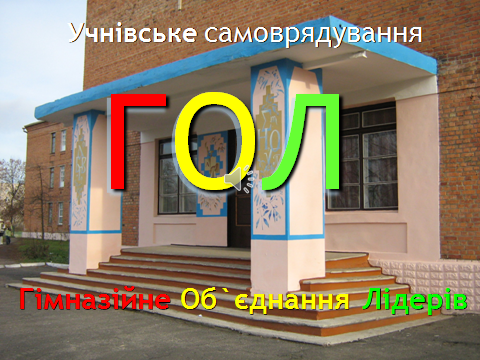 Учнівське самоврядування
ГОЛ
Гімназійне Об`єднання Лідерів